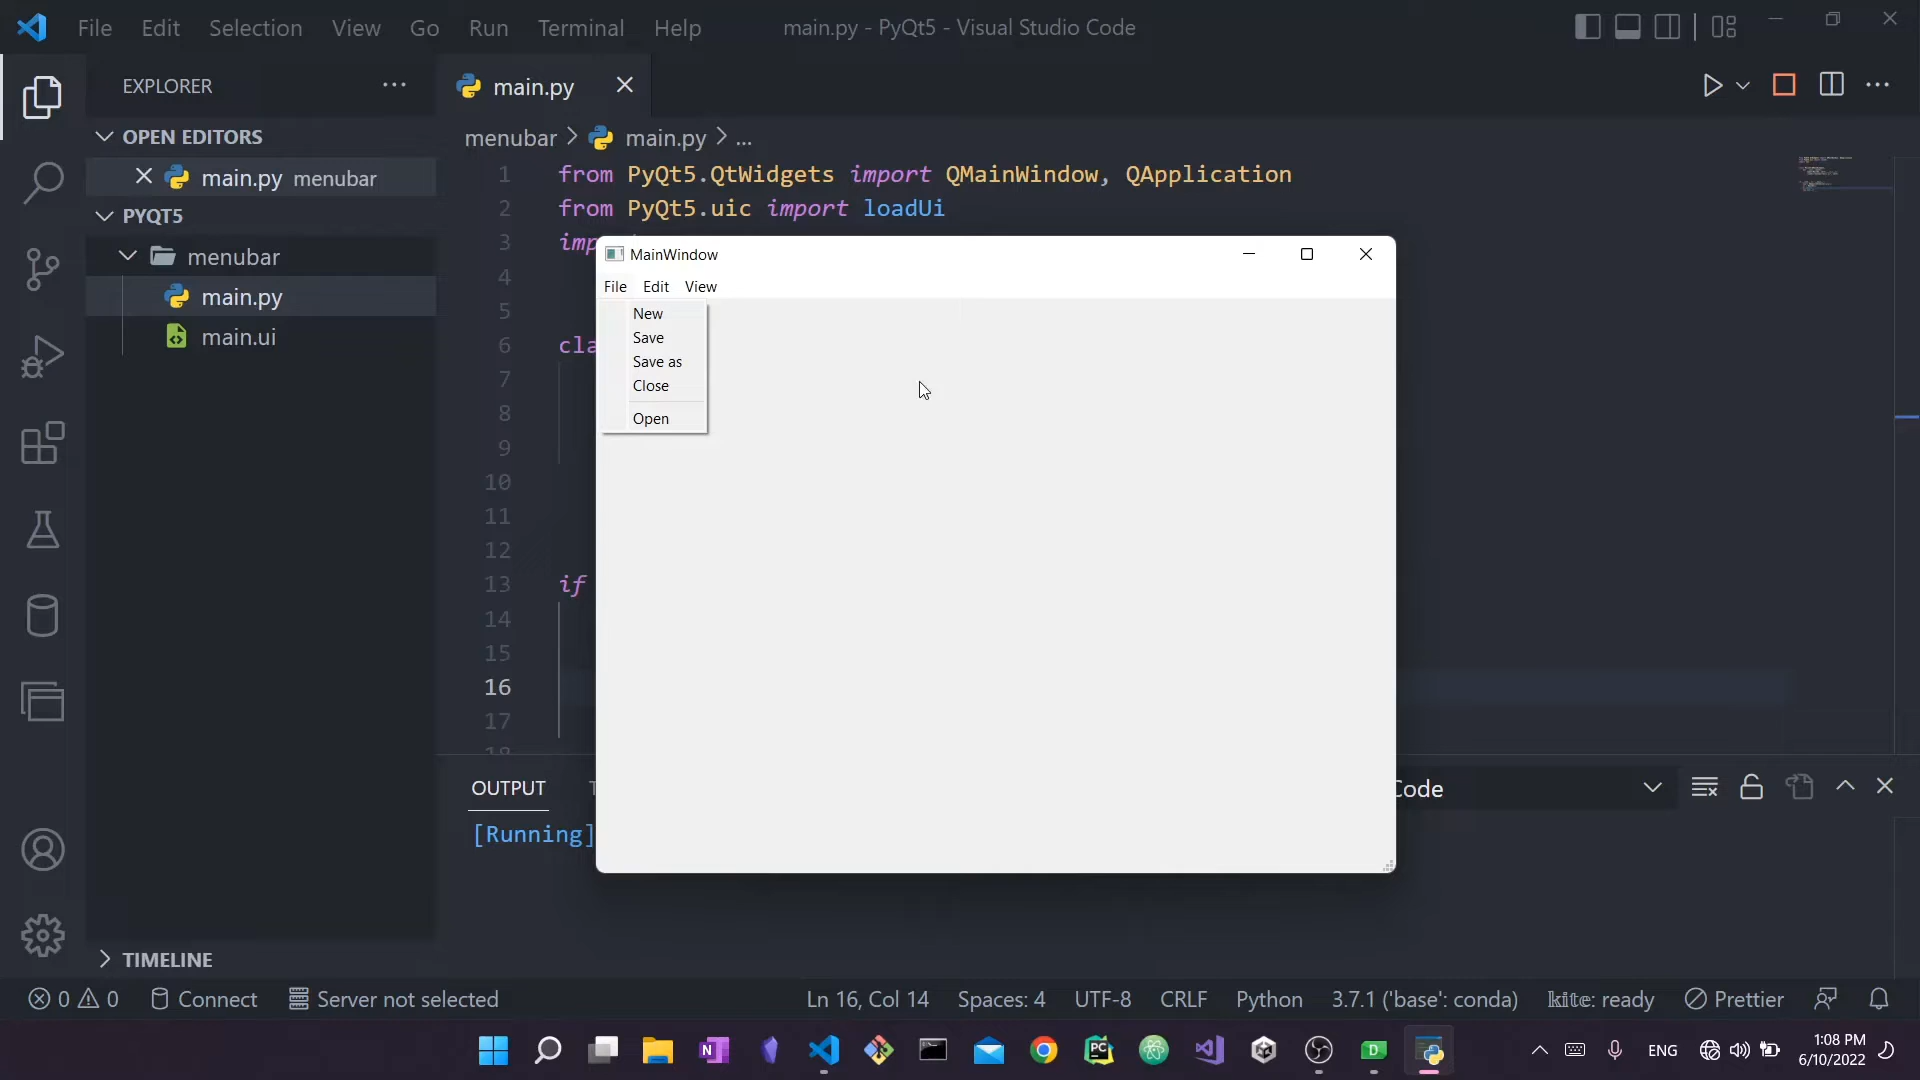 File Edit Selection View Go Run Terminal Help main.py - PyQt5 - Visual Studio Code
EXPLORER
main.py
OPEN EDITORS
main.py menubar
PYQT5
menubar
main.py
main.ui
TIMELINE
menubar > main.py > ...
1 from PyQt5.QtWidgets import QMainWindow, QApplication
2 from PyQt5.uic import loadUi
3
4
5
6
7
8
9
10
11
12
13 if
14
15
16
17
18
MainWindow
File Edit View
New
Save
Save as
Close
Open
OUTPUT
Code
[Running]
0 0 Connect Server not selected Ln 16, Col 14 Spaces: 4 UTF-8 CRLF Python 3.7.1 ('base': conda) kite: ready Prettier
ENG
1:08 PM
6/10/2022